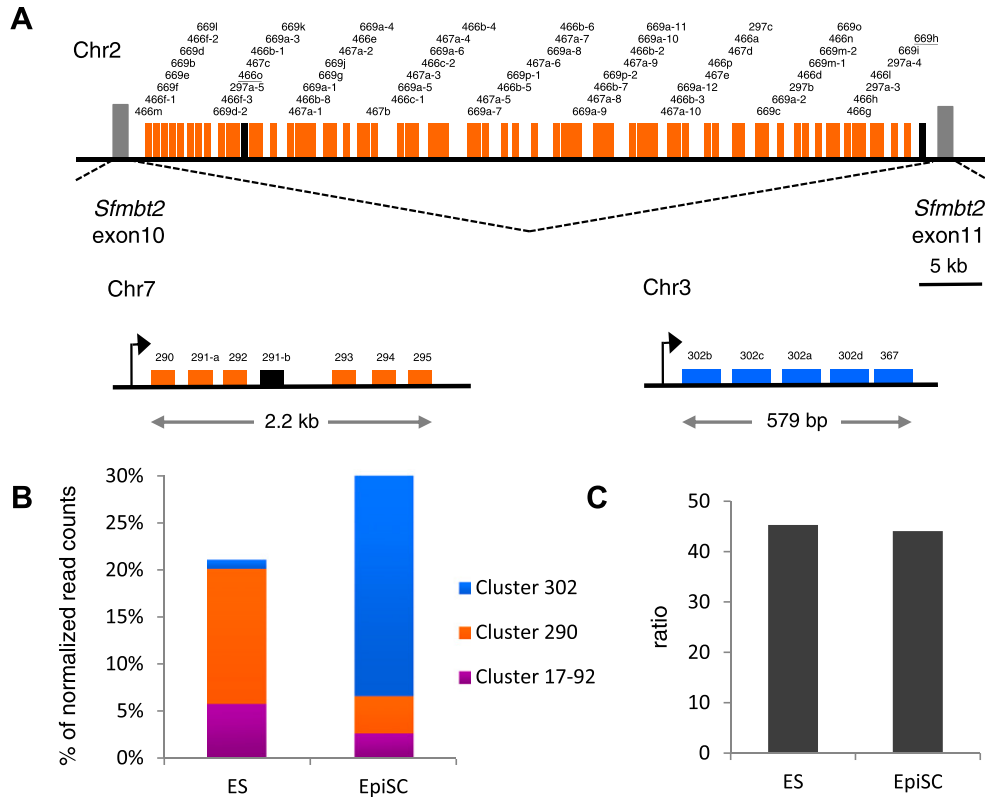 A
Chr2
669l 669k 669a-4 466b-4 466b-6 669a-11 297c 669o
466f-2 669a-3 466e 467a-4 467a-7 669a-10 466a 466n 669h
669d 466b-1 467a-2 669a-6 669a-8 466b-2 467d 669m-2 669i
669b 467c 669j 466c-2 467a-6 467a-9 466p 669m-1 297a-4
669e 466o 669g 467a-3 669p-1 669p-2 467e 466d 466l
669f 297a-5 669a-1 669a-5 466b-5 466b-7 669a-12 297b 297a-3
466f-1 466f-3 466b-8 466c-1 467a-5 467a-8 466b-3 669a-2 466h
466m 669d-2 467a-1 467b 669a-7 669a-9 467a-10 669c 466g
Sfmbt2
exon10
Sfmbt2
exon11
5 kb
Chr7
290 291-a 292 291-b 293 294 295
2.2 kb
Chr3
302b 302c 302a 302d 367
579 bp
B
% of normalized read counts
30%
25%
20%
15%
10%
5%
0%
ES EpiSC
Cluster 302
Cluster 290
Cluster 17-92
C
ratio
50
40
30
20
10
0
ES EpiSC